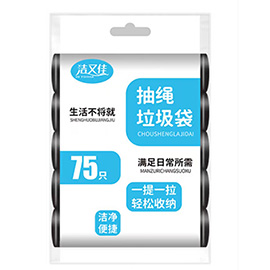 洁又佳
抽绳
垃圾袋
CHOUSHENGLAJIDAI
生活不将就
SHENGHUOBUJIANGJIU
75只
满足日常所需
MANZURICHANGSUOXU
一提一拉
轻松收纳
洁净
便捷